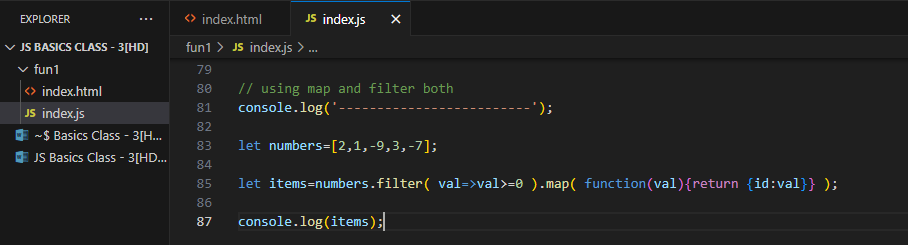 EXPLORER
...
JS BASICS CLASS - 3[HD]
fun1
<> index.html
JS index.js
~$ Basics Class - 3[H...
JS Basics Class - 3[HD...
<> index.html
JS index.js
fun1 > JS index.js > ...
79
80 // using map and filter both
81 console.log('-------------------------');
82
83 let numbers=[2,1,-9,3,-7];
84
85 let items=numbers.filter( val=>val>=0 ).map( function(val){return {id:val}} );
86
87 console.log(items);